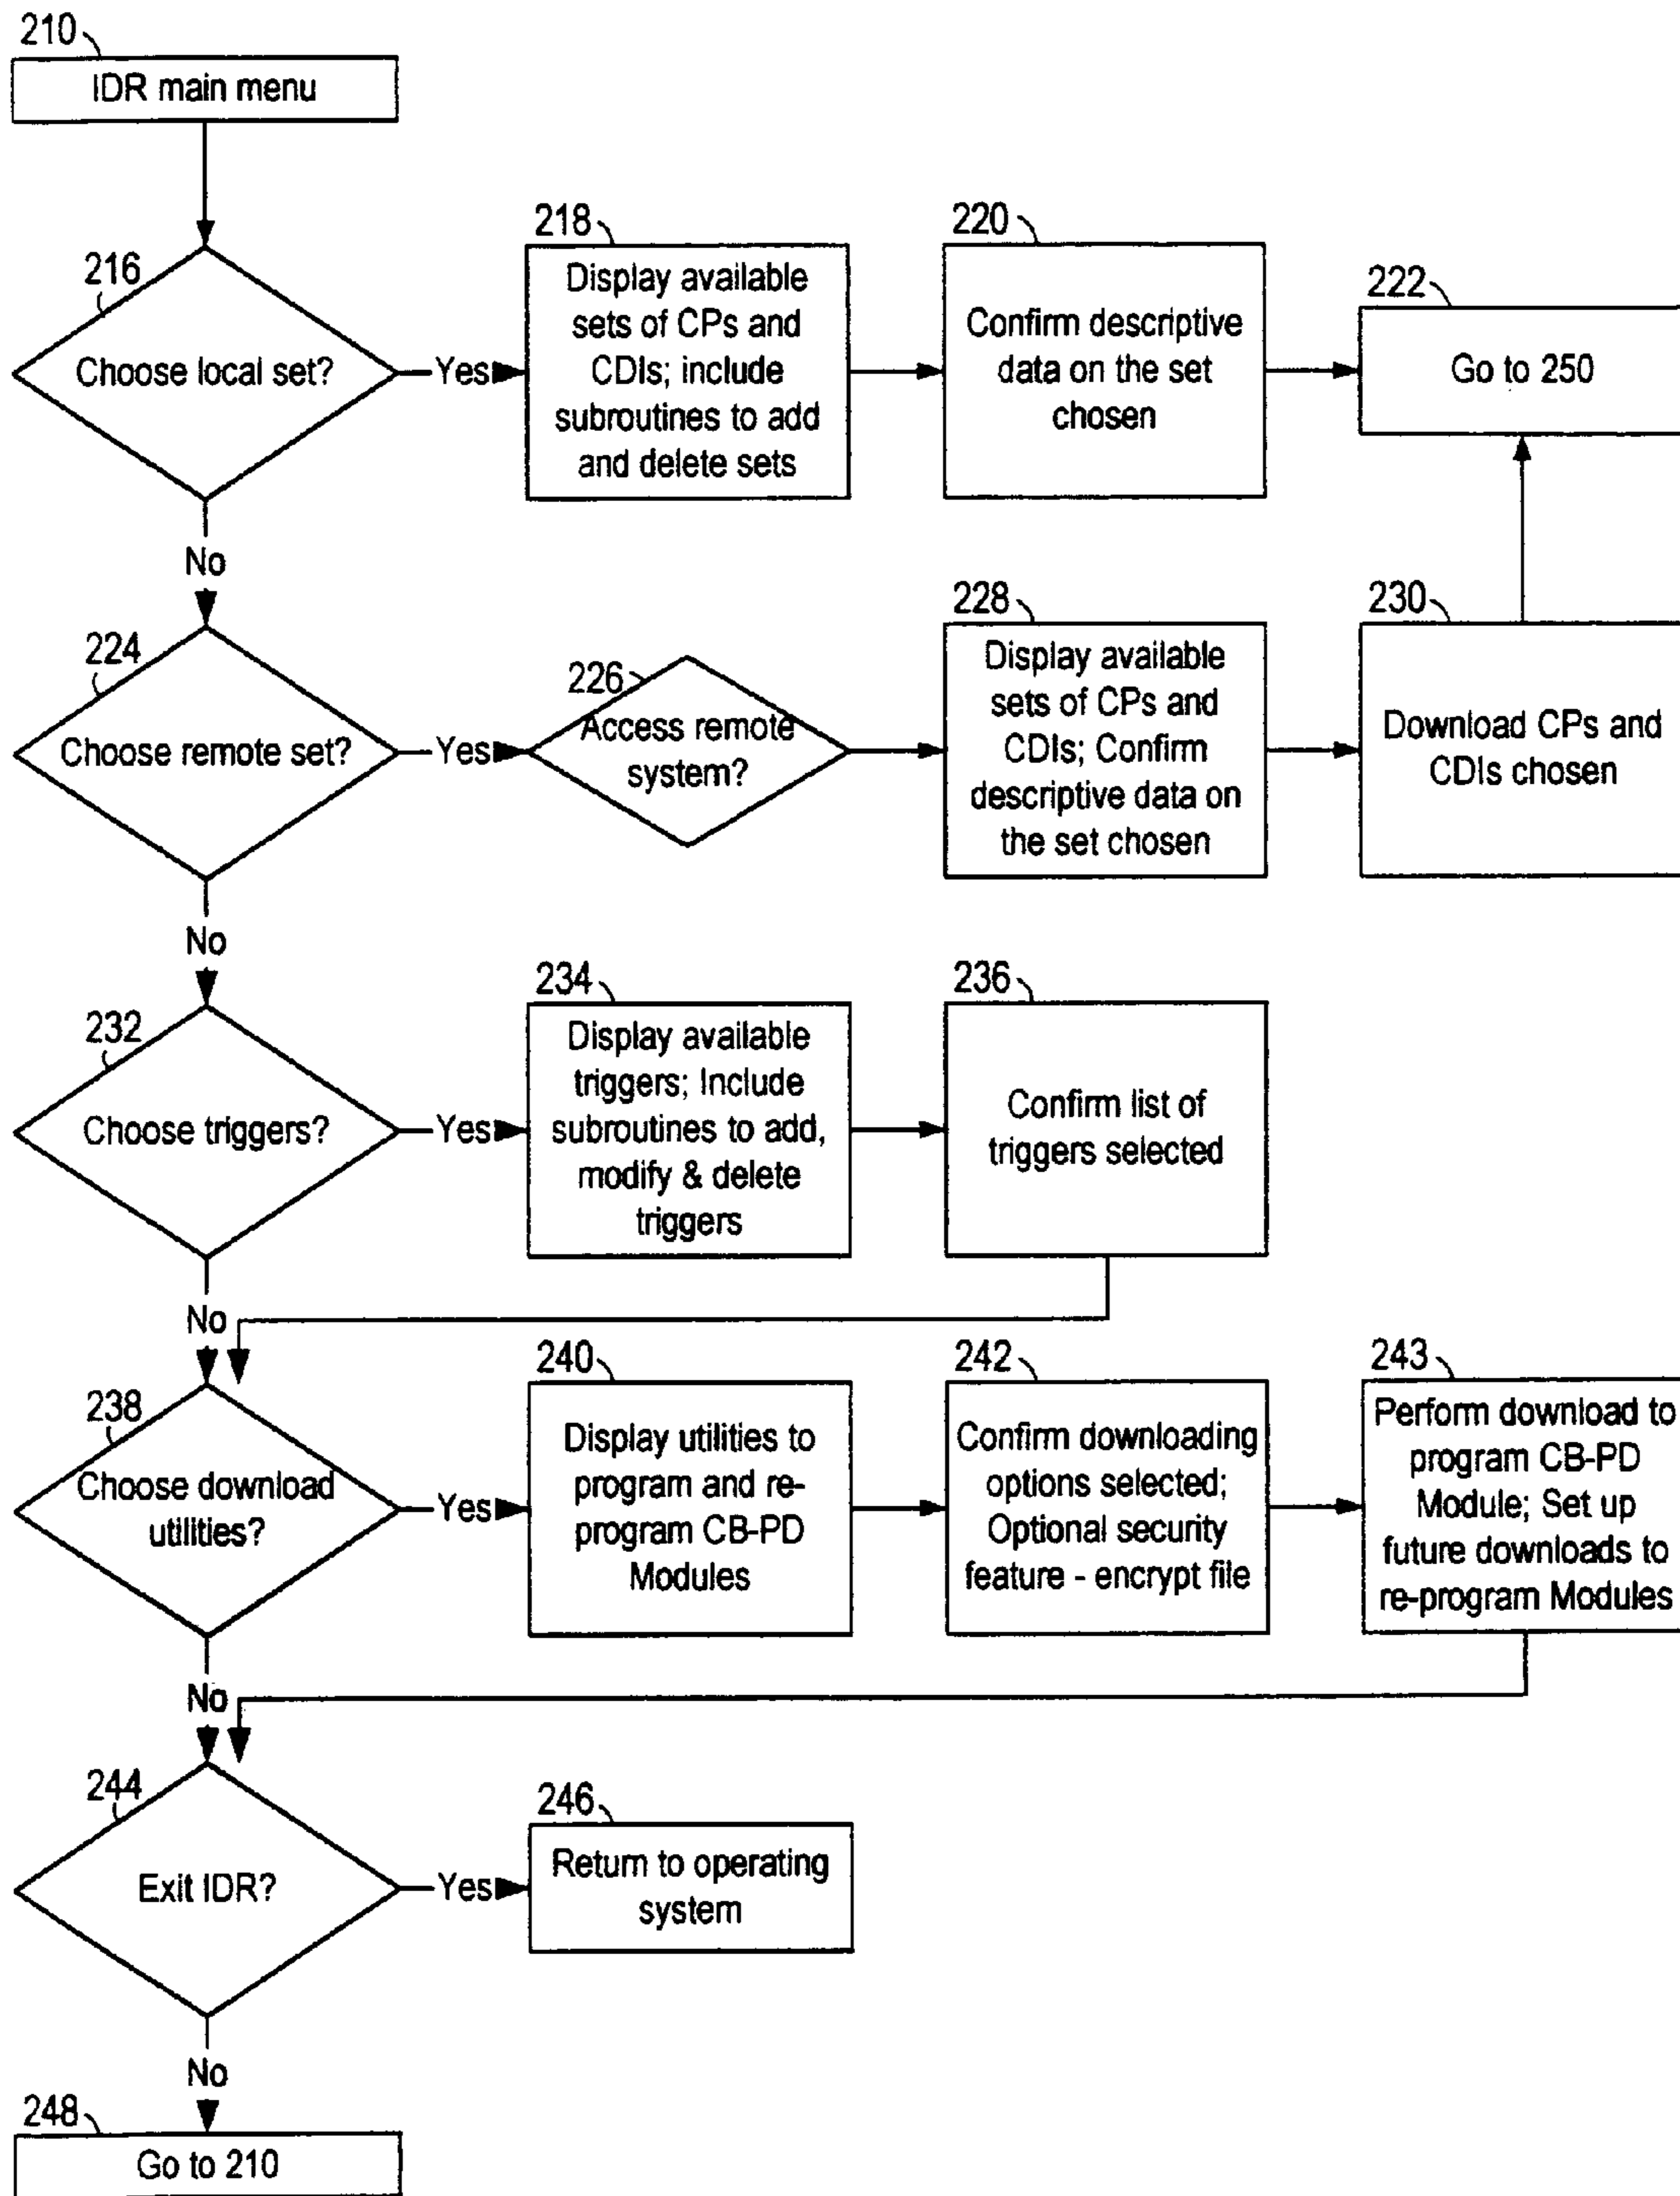 210
IDR main menu
216
Choose local set?
Yes
218
Display available
sets of CPs and
CDIs; include
subroutines to add
and delete sets
220
Confirm descriptive
data on the set
chosen
222
Go to 250
No
224
Choose remote set?
Yes
226
Access remote
system?
228
Display available
sets of CPs and
CDIs; Confirm
descriptive data on
the set chosen
230
Download CPs and
CDIs chosen
No
232
Choose triggers?
Yes
234
Display available
triggers; Include
subroutines to add,
modify & delete
triggers
236
Confirm list of
triggers selected
No
238
Choose download
utilities?
Yes
240
Display utilities to
program and re-
program CB-PD
Modules
242
Confirm downloading
options selected;
Optional security
feature - encrypt file
243
Perform download to
program CB-PD
Module; Set up
future downloads to
re-program Modules
No
244
Exit IDR?
Yes
246
Return to operating
system
No
248
Go to 210